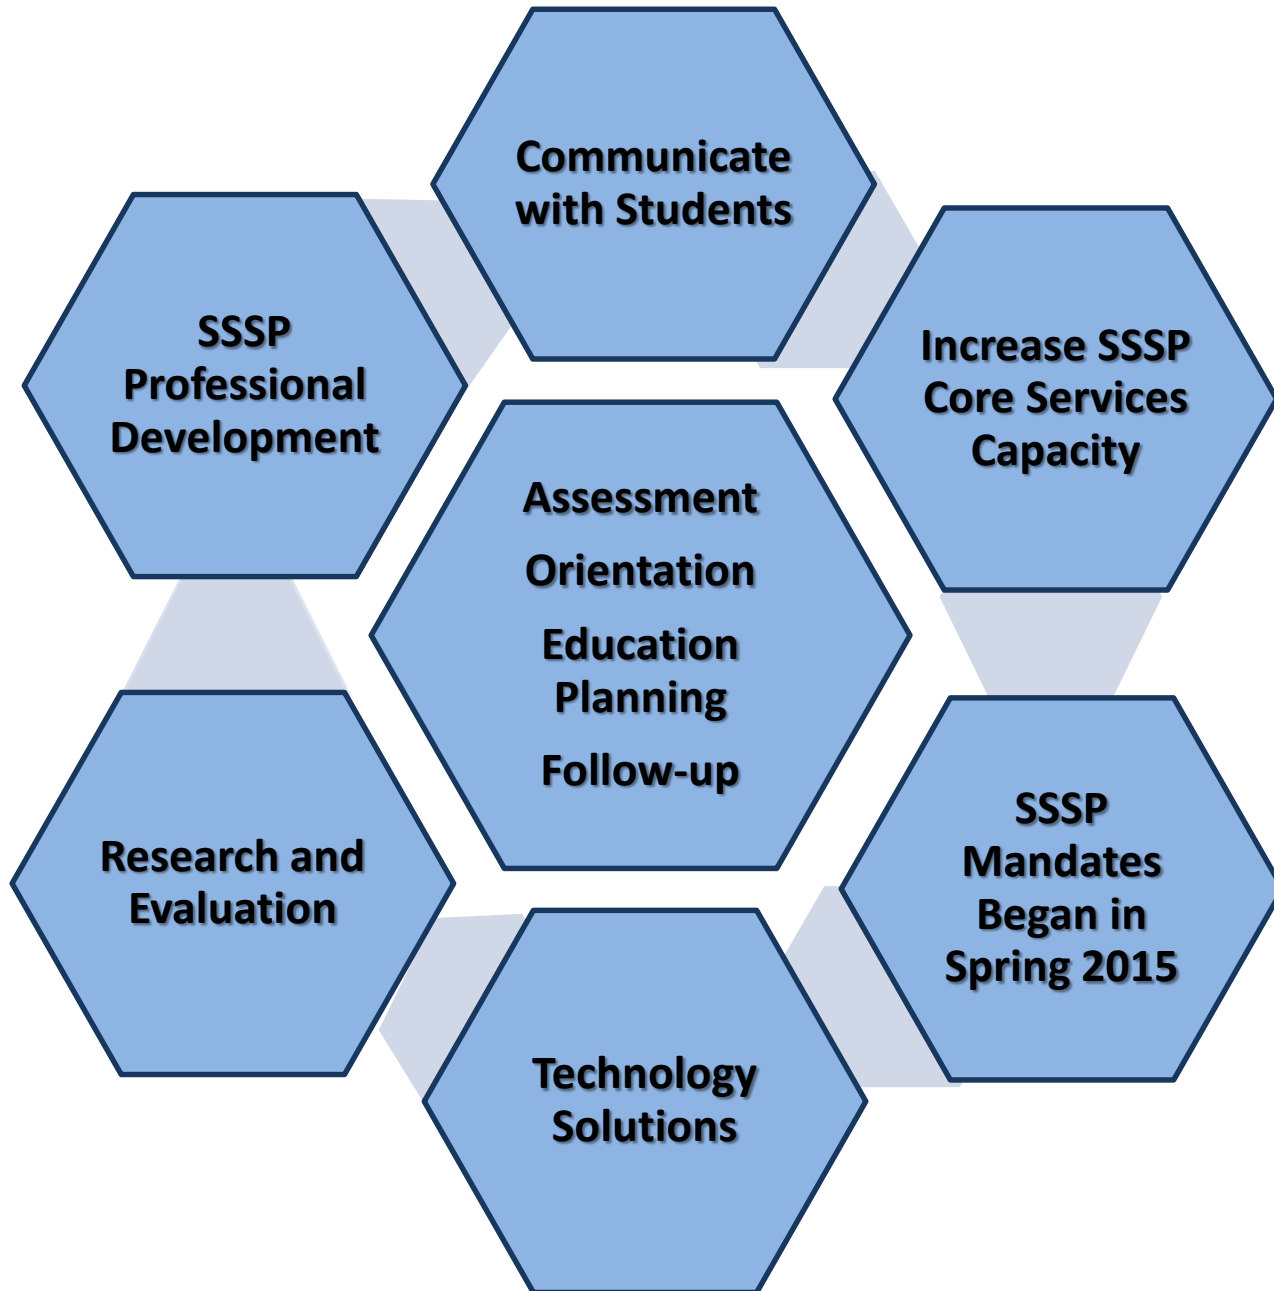 Communicate
with Students
Increase SSSP
Core Services
Capacity
SSSP
Mandates
Began in
Spring 2015
Technology
Solutions
Research and
Evaluation
SSSP
Professional
Development
Assessment
Orientation
Education
Planning
Follow-up